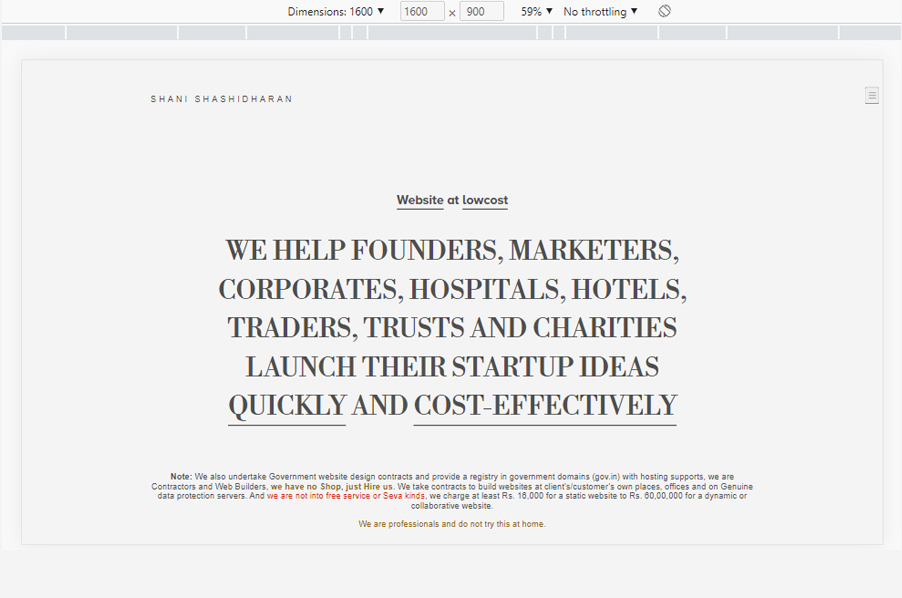 Dimensions: 1600 ▼ 1600 × 900 59% ▼ No throttling ▼
SHANI SHASHIDHARAN
Website at lowcost
WE HELP FOUNDERS, MARKETERS,
CORPORATES, HOSPITALS, HOTELS,
TRADERS, TRUSTS AND CHARITIES
LAUNCH THEIR STARTUP IDEAS
QUICKLY AND COST-EFFECTIVELY
Note: We also undertake Government website design contracts and provide a registry in government domains (gov.in) with hosting supports, we are
Contractors and Web Builders, we have no Shop, just Hire us. We take contracts to build websites at client's/customer's own places, offices and on Genuine
data protection servers. And we are not into free service or Seva kinds, we charge at least Rs. 18,000 for a static website to Rs. 60,00,000 for a dynamic or
collaborative website.
We are professionals and do not try this at home.